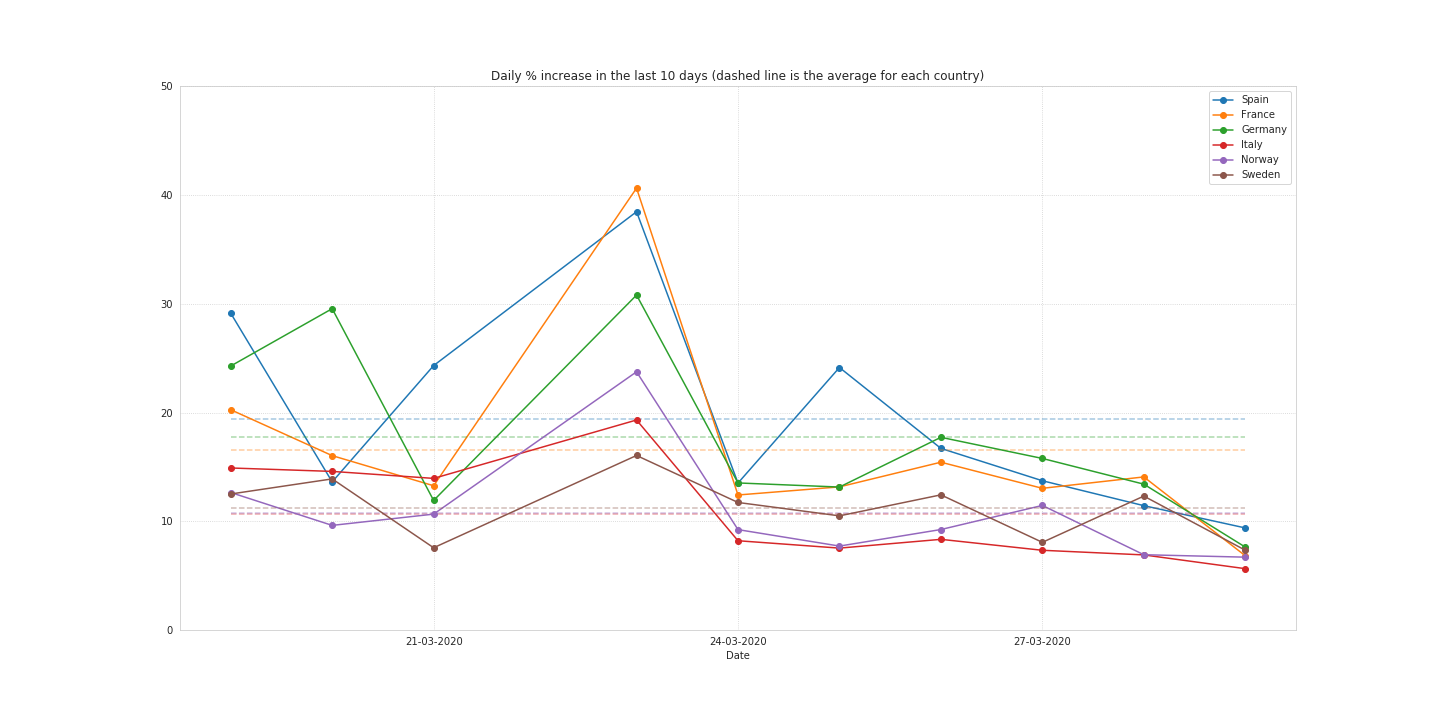 Daily % increase in the last 10 days (dashed line is the average for each country)
50
40
30
20
10
0
Spain
France
Germany
Italy
Norway
Sweden
21-03-2020
24-03-2020
27-03-2020
Date